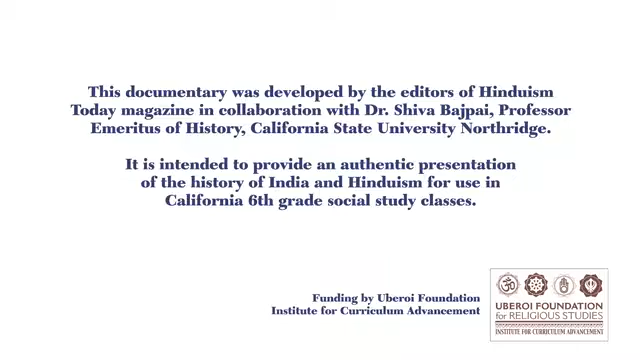 This documentary was developed by the editors of Hinduism
Today magazine in collaboration with Dr. Shiva Bajpai, Professor
Emeritus of History, California State University Northridge.
It is intended to provide an authentic presentation
of the history of India and Hinduism for use in
California 6th grade social study classes.
Funding by Uberoi Foundation
Institute for Curriculum Advancement
ॐ
UBEROI FOUNDATION
for RELIGIOUS STUDIES
INSTITUTE FOR CURRICULUM ADVANCEMENT